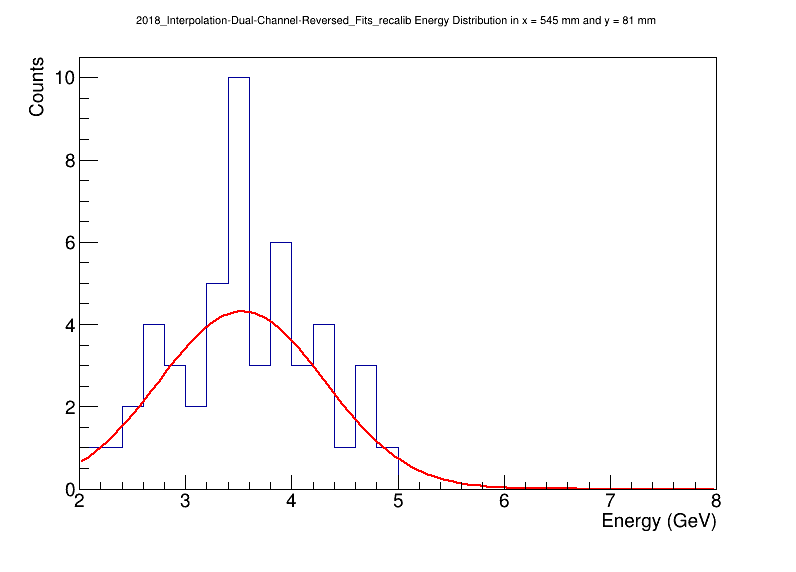 2018_Interpolation-Dual-Channel-Reversed_Fits_recalib Energy Distribution in x = 545 mm and y = 81 mm
Counts
10
8
6
4
2
0
2 3 4 5 6 7 8
Energy (GeV)